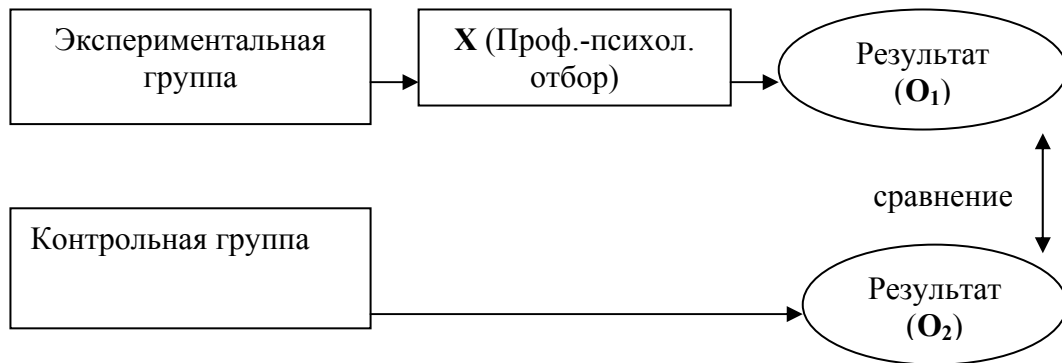 Экспериментальная
группа
X (Проф.-психол.
отбор)
Результат
(O₁)
сравнение
Контрольная группа
Результат
(O₂)